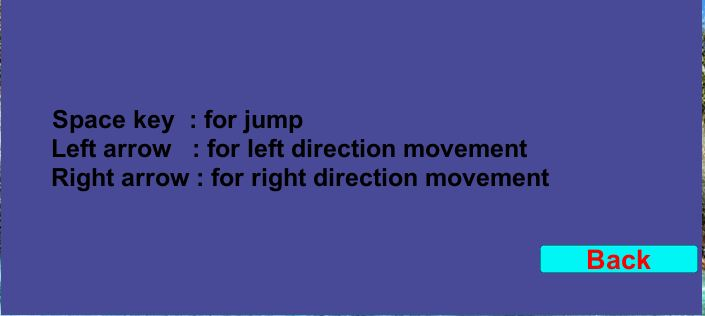 Space key  : for jump
Left arrow   : for left direction movement
Right arrow : for right direction movement
Back